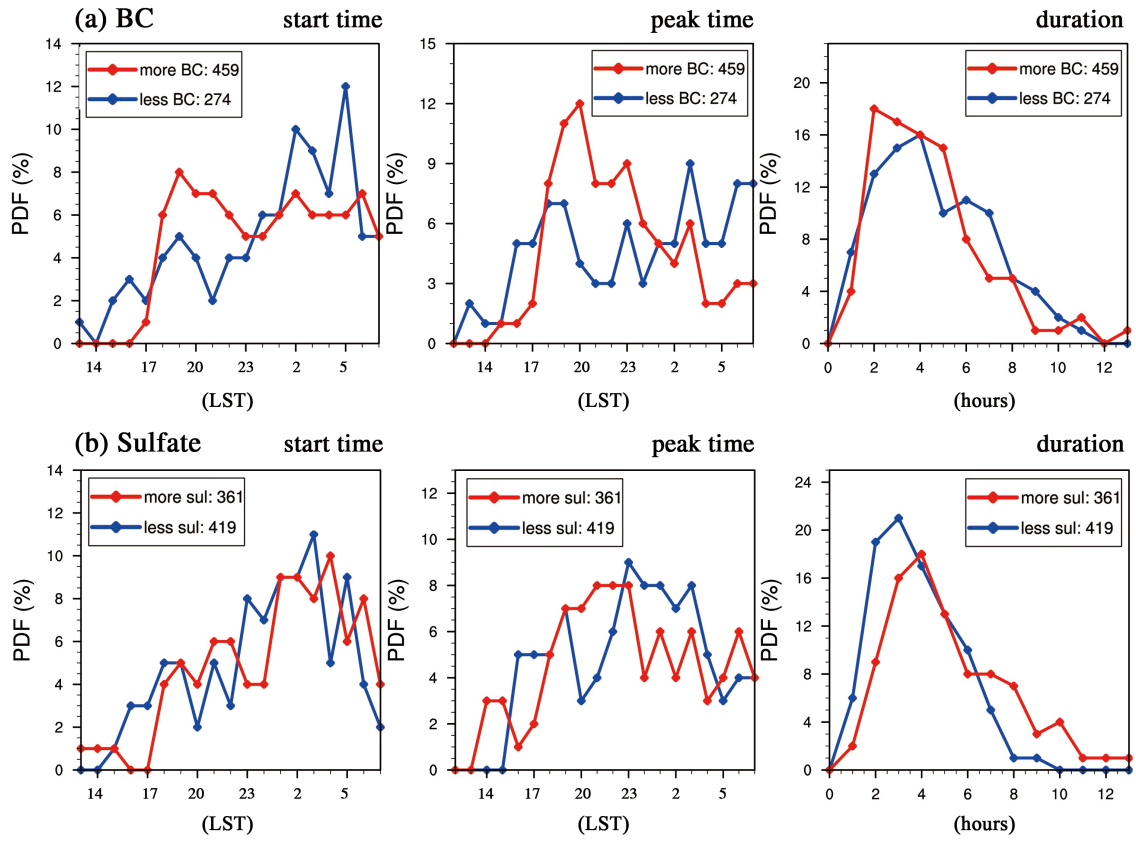 (a) BC start time peak time duration
14 15 20
12 12 16
10 9 12
8 6 8
6 3 4
4 0 0
2
0
PDF (%) PDF (%) PDF (%)
more BC: 459 more BC: 459 more BC: 459
less BC: 274 less BC: 274 less BC: 274
14 17 20 23 2 5 14 17 20 23 2 5 0 2 4 6 8 10 12
(LST) (LST) (hours)
(b) Sulfate start time peak time duration
14 12 24
12 10 20
10 8 16
8 6 12
6 4 8
4 2 4
2 0 0
0
PDF (%) PDF (%) PDF (%)
more sul: 361 more sul: 361 more sul: 361
less sul: 419 less sul: 419 less sul: 419
14 17 20 23 2 5 14 17 20 23 2 5 0 2 4 6 8 10 12
(LST) (LST) (hours)